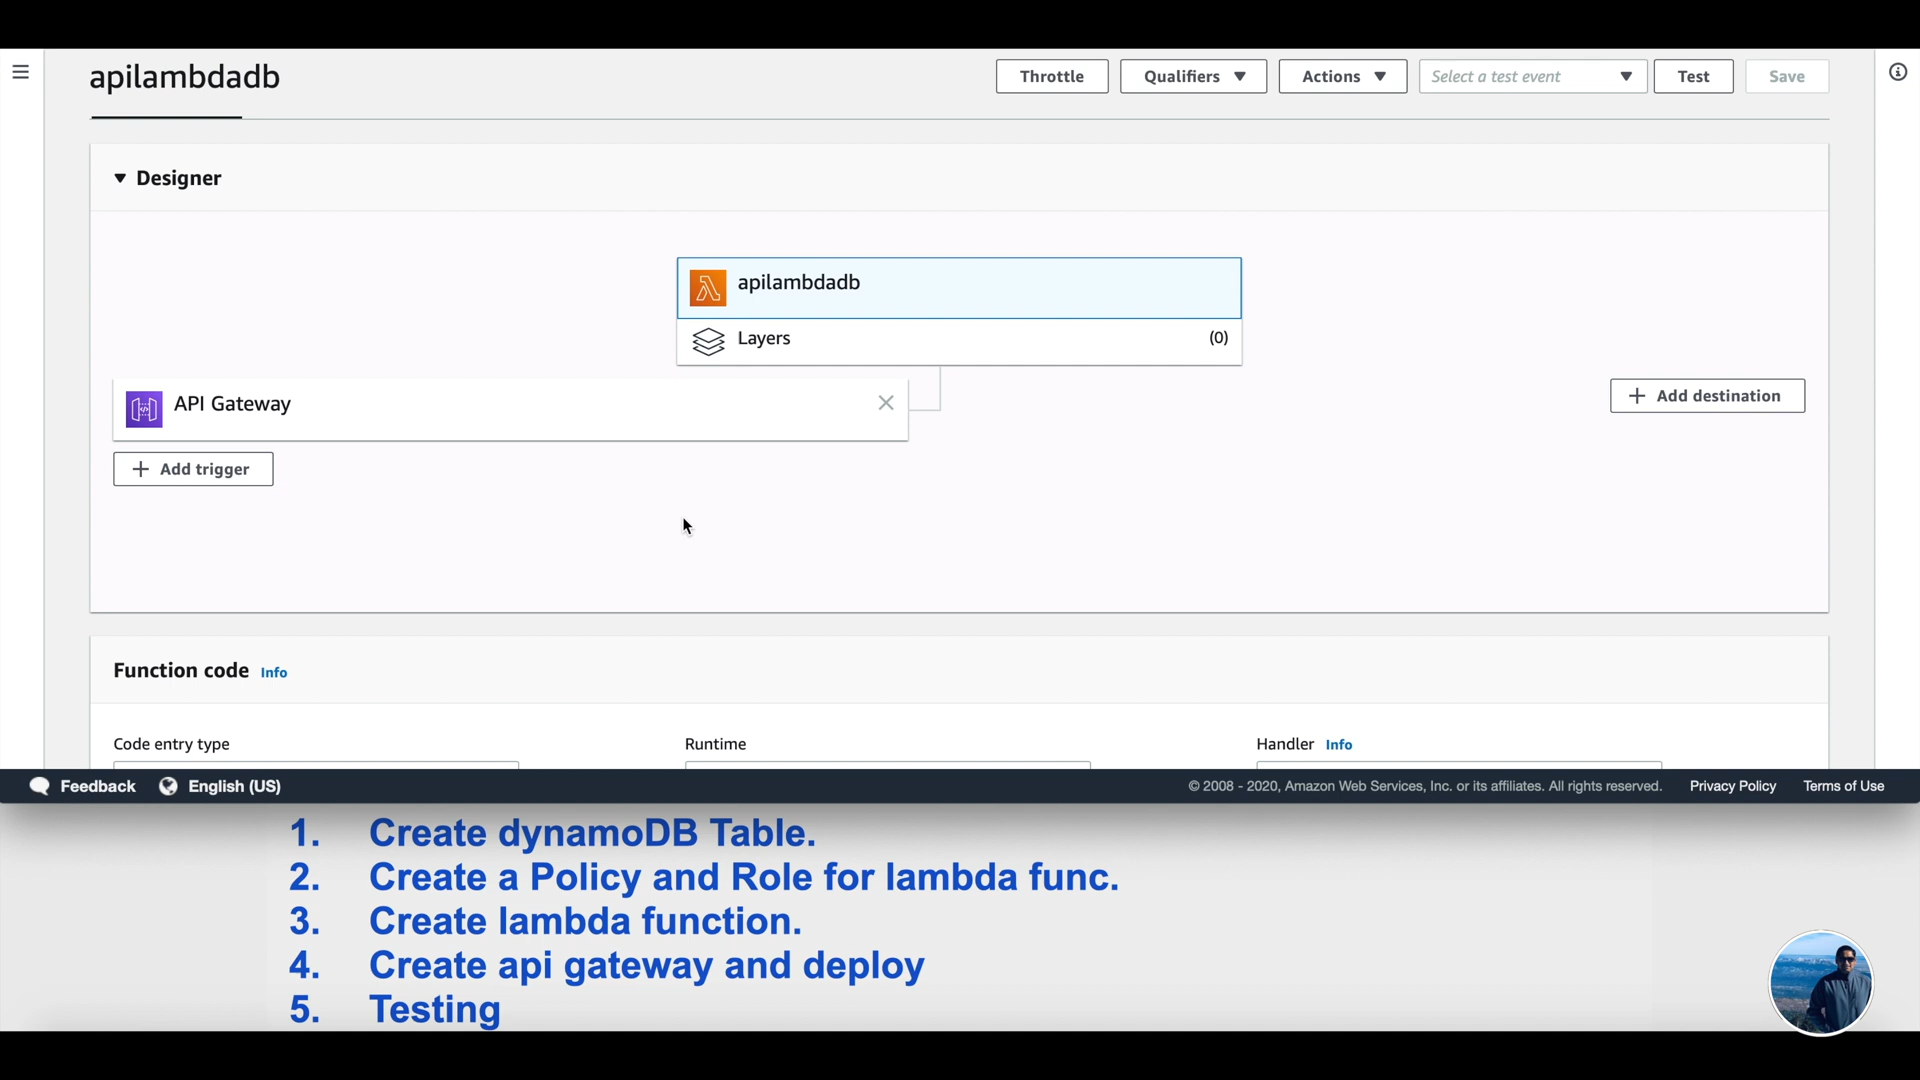 apilambdadb
Throttle
Qualifiers
Actions
Select a test event
Test
Save
Designer
apilambdadb
Layers
(0)
API Gateway
Add destination
Add trigger
Function code Info
Code entry type
Runtime
Handler Info
Feedback
English (US)
© 2008 - 2020, Amazon Web Services, Inc. or its affiliates. All rights reserved.
Privacy Policy
Terms of Use
1. Create dynamoDB Table.
2. Create a Policy and Role for lambda func.
3. Create lambda function.
4. Create api gateway and deploy
5. Testing